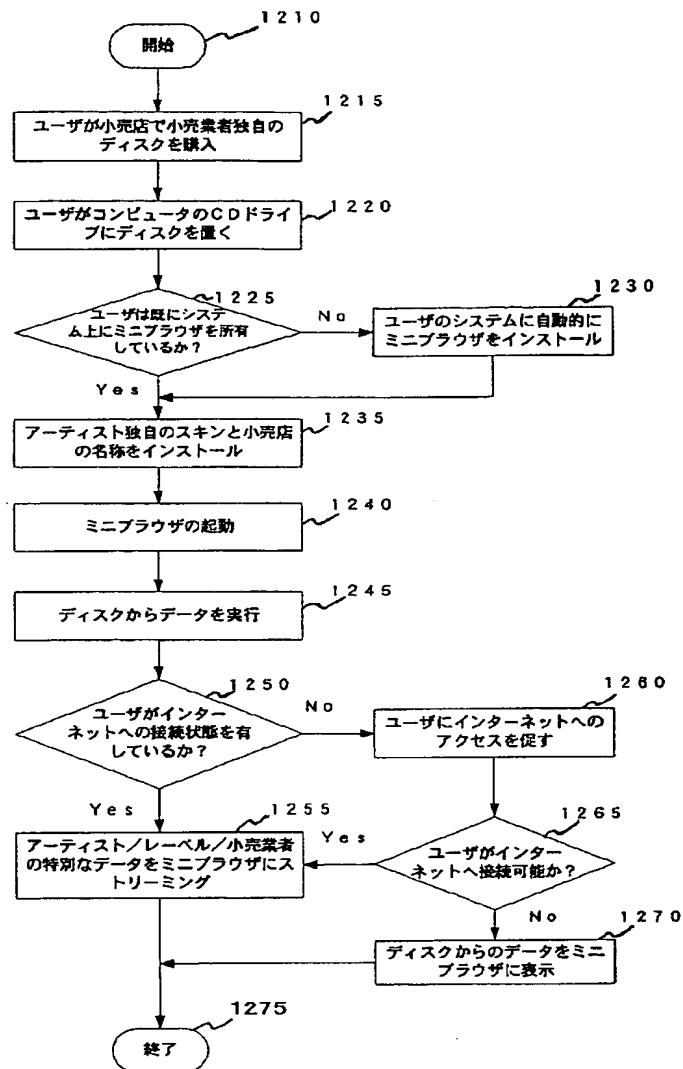 1210
開始
1215
ユーザが小売店で小売業者独自の
ディスクを購入
1220
ユーザがコンピュータのCDドライ
ブにディスクを置く
1225
ユーザは既にシステ
ム上にミニブラウザを所有
しているか？
No
1230
ユーザのシステムに自動的に
ミニブラウザをインストール
Yes
1235
アーティスト独自のスキンと小売店
の名称をインストール
1240
ミニブラウザの起動
1245
ディスクからデータを実行
1250
ユーザがインター
ネットへの接続状態を有
しているか？
No
1260
ユーザにインターネットへの
アクセスを促す
Yes
1255
アーティスト/レーベル/小売業者
の特別なデータをミニブラウザにス
トリーミング
Yes
1265
ユーザがインター
ネットへ接続可能か？
No
1270
ディスクからのデータをミニ
ブラウザに表示
1275
終了